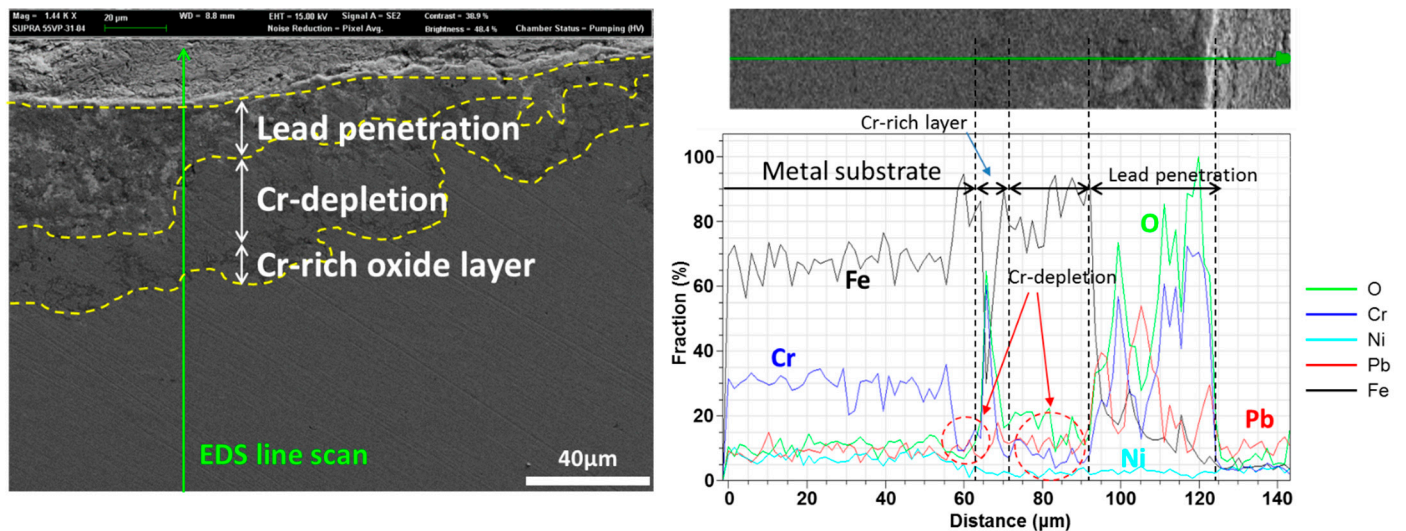 Mag = 1.44 K X
20 µm
WD = 8.8 mm
EHT = 15.00 kV
Signal A = SE2
Contrast = 38.9 %
SUPRA 55VP-31-84
Noise Reduction = Pixel Avg.
Brightness = 48.4 %
Chamber Status = Pumping (HV)
Lead penetration
Cr-depletion
Cr-rich oxide layer
EDS line scan
40µm
Cr-rich layer
Metal substrate
Lead penetration
O
Cr-depletion
Fe
Cr
Pb
Ni
Fraction (%)
100
80
60
40
20
0
0 20 40 60 80 100 120 140
Distance (µm)
O
Cr
Ni
Pb
Fe